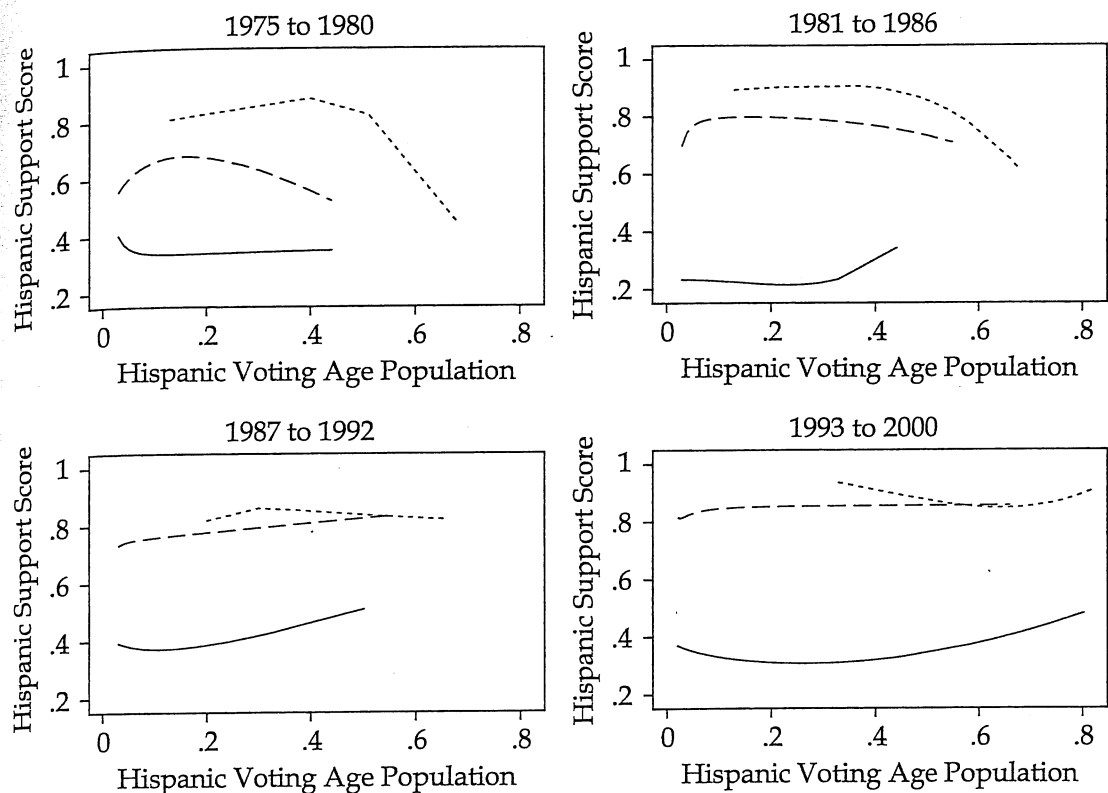 1975 to 1980
Hispanic Support Score
1
.8
.6
.4
.2
0 .2 .4 .6 .8
Hispanic Voting Age Population
1981 to 1986
Hispanic Support Score
1
.8
.6
.4
.2
0 .2 .4 .6 .8
Hispanic Voting Age Population
1987 to 1992
Hispanic Support Score
1
.8
.6
.4
.2
0 .2 .4 .6 .8
Hispanic Voting Age Population
1993 to 2000
Hispanic Support Score
1
.8
.6
.4
.2
0 .2 .4 .6 .8
Hispanic Voting Age Population